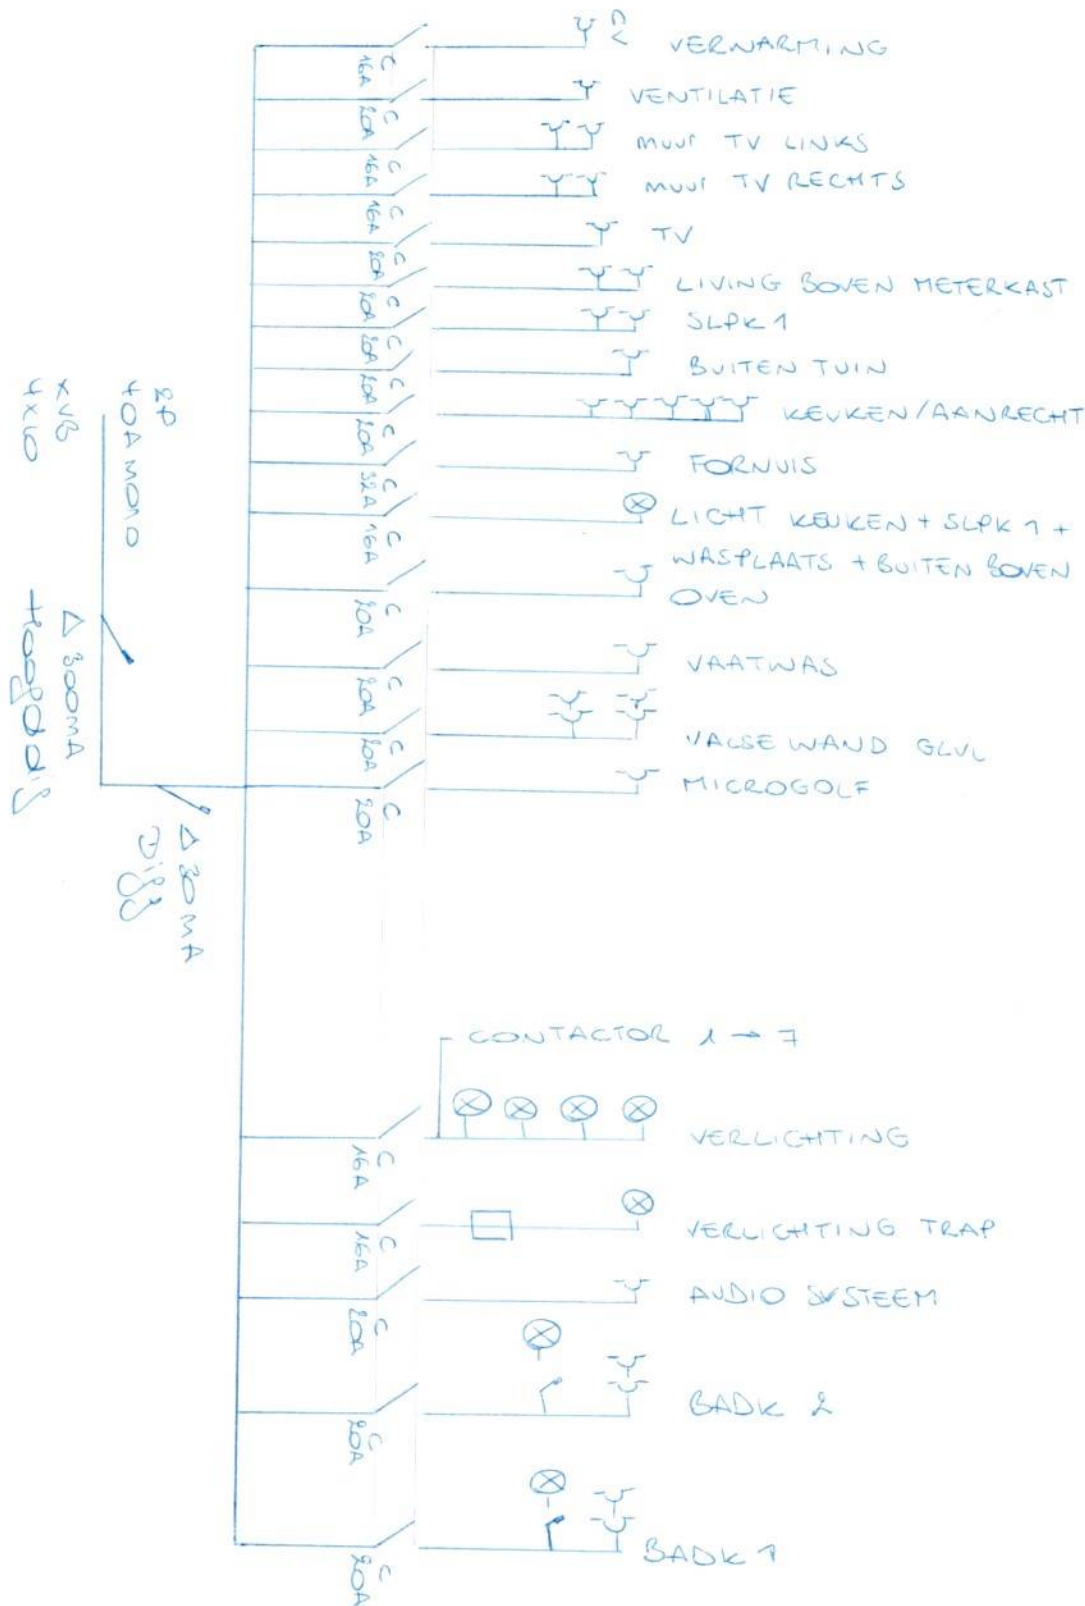 CV VERWARMING
C
16A
VENTILATIE
C
20A
MUUR TV LINKS
C
16A
MUUR TV RECHTS
C
16A
TV
C
20A
LIVING BOVEN METERKAST
C
20A
SLPK 1
C
20A
BUITEN TUIN
C
20A
KEUKEN/AANRECHT
C
20A
FORNUIS
C
32A
LICHT KEUKEN + SLPK 1 +
WASPLAATS + BUITEN BOVEN
C
16A
OVEN
C
20A
VAATWAS
C
20A
VALSE WAND GLVL
C
20A
MICROGOLF
C
20A
2P
40A MONO
XVB
4X10
Δ 300MA
Hoofddif
Δ 30MA
Diff
CONTACTOR 1 → 7
VERLICHTING
C
16A
VERLICHTING TRAP
C
16A
AUDIO SYSTEEM
C
20A
BADK 2
C
20A
BADK 1
C
20A